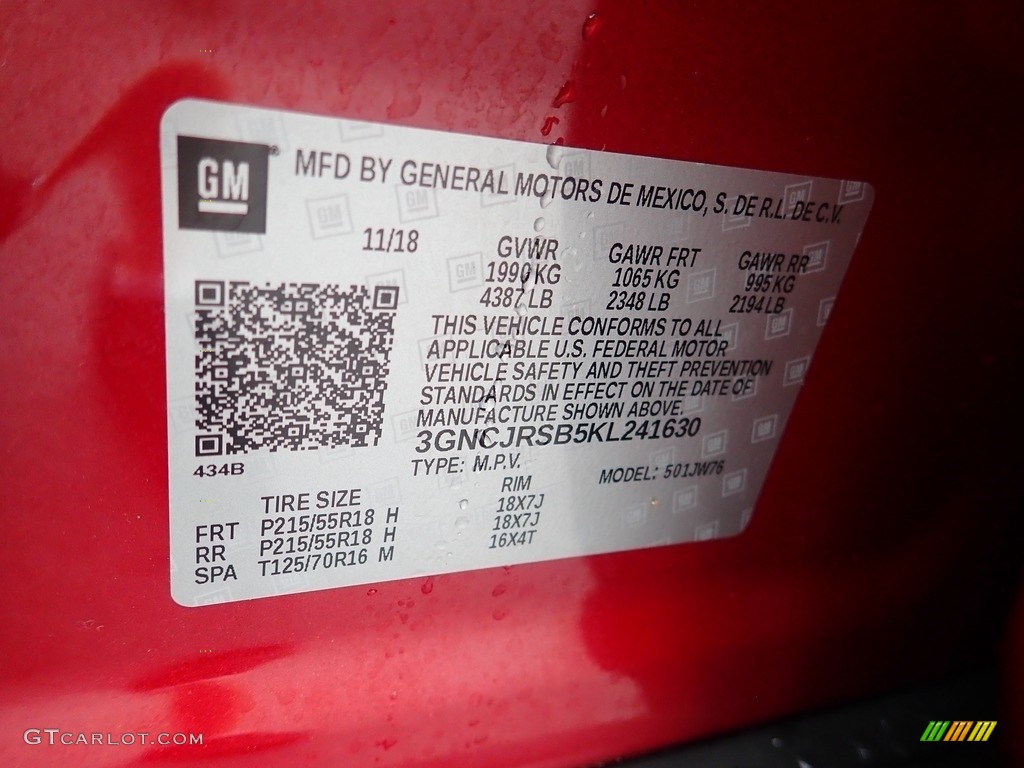 GM® MFD BY GENERAL MOTORS DE MEXICO, S. DE R.L. DE C.V.
11/18 GVWR GAWR FRT GAWR RR
1990 KG 1065 KG 995 KG
4387 LB 2348 LB 2194 LB
THIS VEHICLE CONFORMS TO ALL
APPLICABLE U.S. FEDERAL MOTOR
VEHICLE SAFETY AND THEFT PREVENTION
STANDARDS IN EFFECT ON THE DATE OF
MANUFACTURE SHOWN ABOVE.
3GNCJRSB5KL241630
434B TYPE: M.P.V. MODEL: 501JW76
TIRE SIZE RIM
FRT P215/55R18 H 18X7J
RR P215/55R18 H 18X7J
SPA T125/70R16 M 16X4T
GTCARLOT.COM